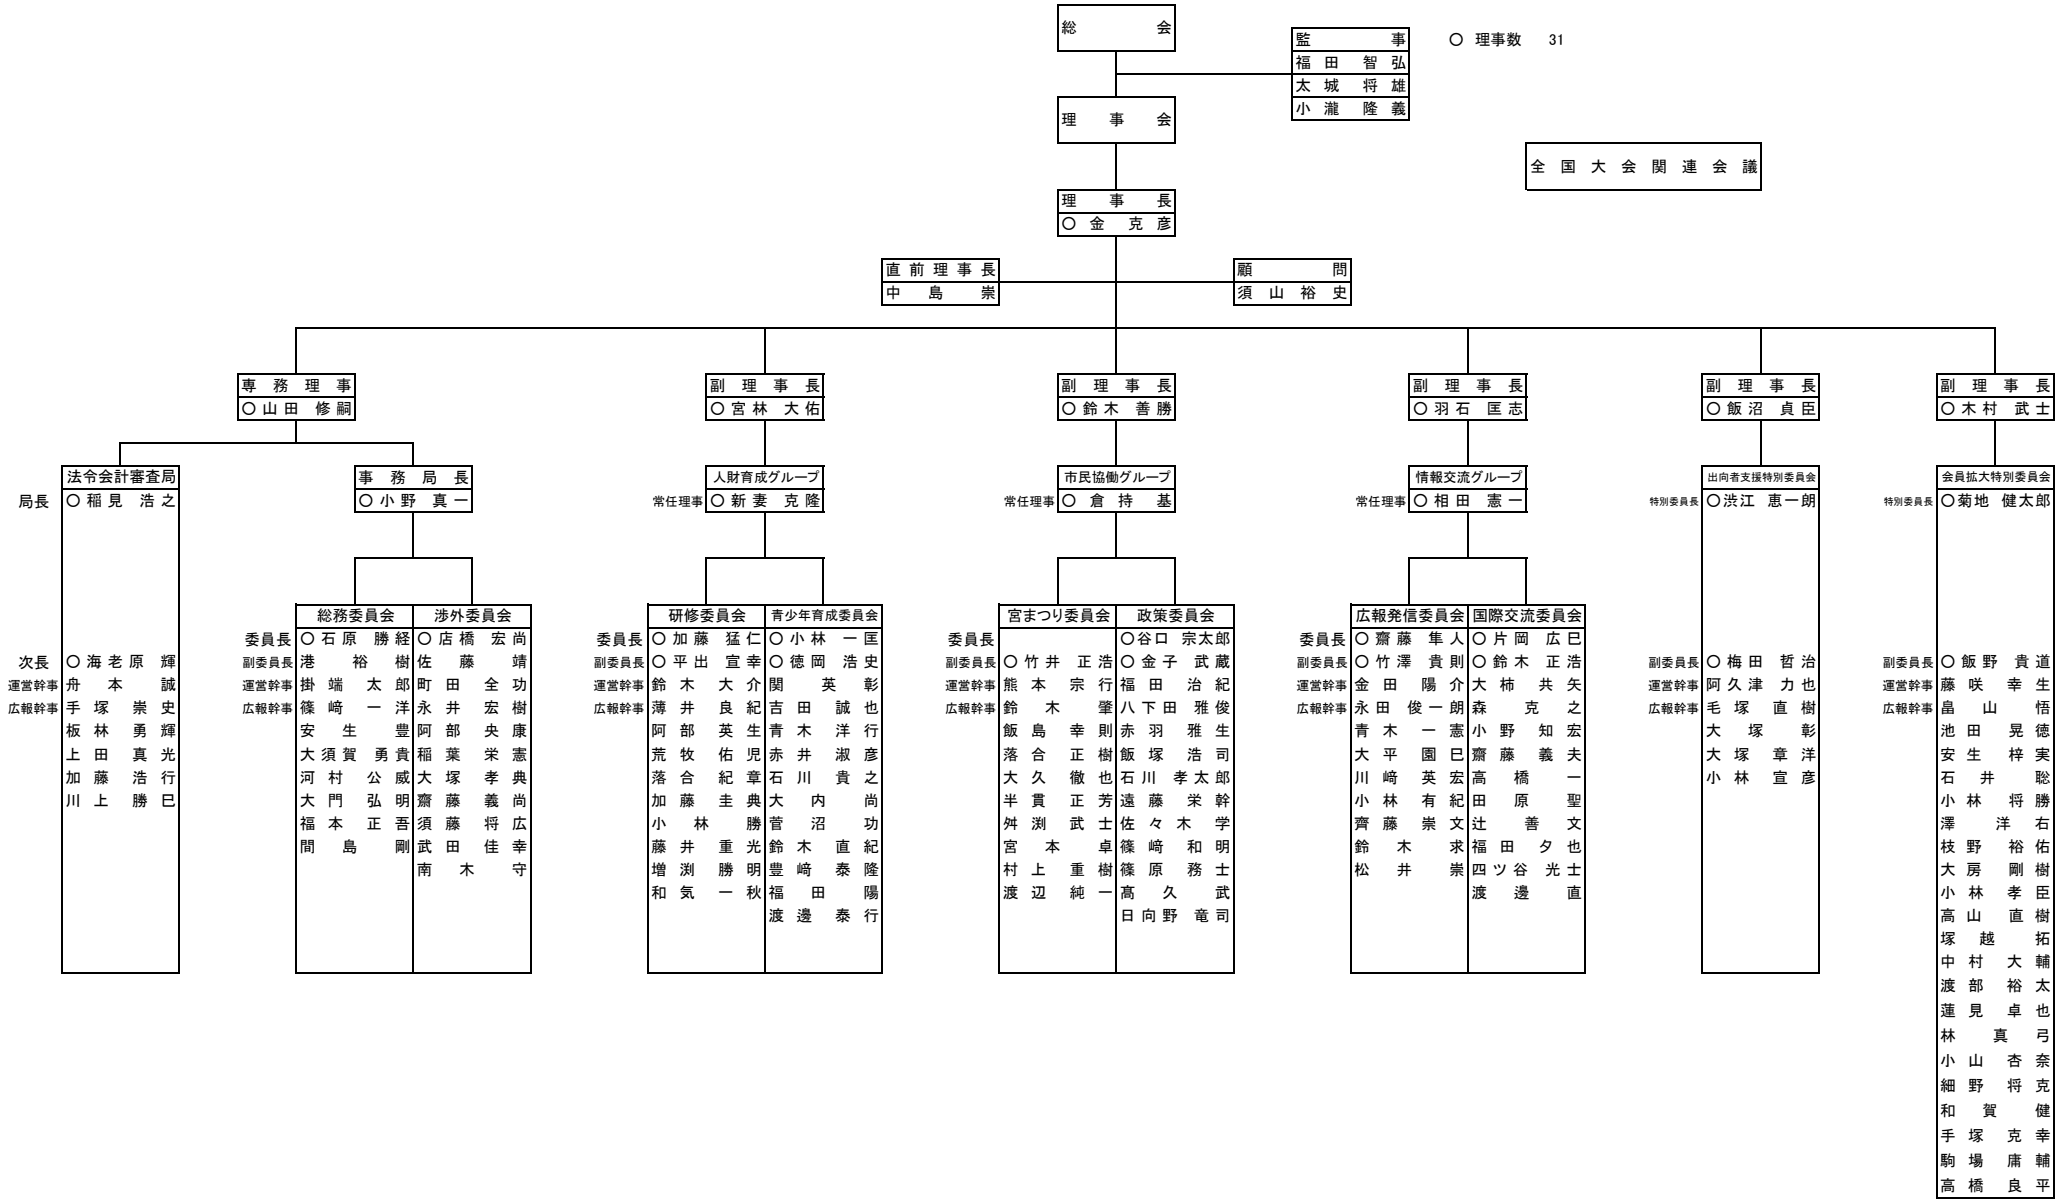 総会
監事
〇 理事数 31
福田 智弘
太城 将雄
小瀧 隆義
理事会
全国大会関連会議
理事長
〇金 克彦
直前理事長
中島 崇
顧問
須山裕史
専務理事
〇山田 修嗣
副理事長
〇宮林 大佑
副理事長
〇鈴木 善勝
副理事長
〇羽石 匡志
副理事長
〇飯沼 貞臣
副理事長
〇木村 武士
法令会計審査局
局長 〇稲見 浩之
次長 〇海老原 輝
運営幹事 舟本 誠
広報幹事 手塚 崇史
板林 勇輝
上田 真光
加藤 浩行
川上 勝巳
事務局長
〇小野 真一
総務委員会
委員長 〇石原 勝経
副委員長 港 裕樹
運営幹事 掛端 太郎
広報幹事 篠﨑 一洋
安生 豊
大須賀 勇貴
河村 公威
大門 弘明
福本 正吾
間島 剛
渉外委員会
〇店橋 宏尚
佐藤 靖
町田 全功
永井 宏樹
阿部 央康
稲葉 栄憲
大塚 孝典
齋藤 義尚
須藤 将広
武田 佳幸
南木 守
人財育成グループ
常任理事 〇新妻 克隆
研修委員会
委員長 〇加藤 猛仁
副委員長 〇平出 宣幸
運営幹事 鈴木 大介
広報幹事 薄井 良紀
阿部 英生
荒牧 佑児
落合 紀章
加藤 圭典
小林 勝
藤井 重光
増渕 勝明
和気 一秋
青少年育成委員会
〇小林 一匡
〇徳岡 浩史
関 英彰
吉田 誠也
青木 洋行
赤井 淑彦
石川 貴之
大内 尚
菅沼 功
鈴木 直紀
豊﨑 泰隆
福田 陽
渡邊 泰行
市民協働グループ
常任理事 〇倉持 基
宮まつり委員会
委員長
副委員長 〇竹井 正浩
運営幹事 熊本 宗行
広報幹事 鈴木 肇
飯島 幸則
落合 正樹
大久 徹也
半貫 正芳
舛渕 武士
宮本 卓
村上 重樹
渡辺 純一
政策委員会
〇谷口 宗太郎
〇金子 武蔵
福田 治紀
八下田 雅俊
赤羽 雅生
飯塚 浩司
石川 孝太郎
遠藤 栄幹
佐々木 学
篠﨑 和明
篠原 務士
髙久 武
日向野 竜司
情報交流グループ
常任理事 〇相田 憲一
広報発信委員会
委員長 〇齋藤 隼人
副委員長 〇竹澤 貴則
運営幹事 金田 陽介
広報幹事 永田 俊一朗
青木 一憲
大平 園巳
川﨑 英宏
小林 有紀
齊藤 崇文
鈴木 求
松井 崇
国際交流委員会
〇片岡 広巳
〇鈴木 正浩
大柿 共矢
森 克之
小野 知宏
齋藤 義夫
高橋 一
田原 聖
辻 善文
福田 夕也
四ツ谷 光士
渡邊 直
出向者支援特別委員会
特別委員長 〇渋江 恵一朗
副委員長 〇梅田 哲治
運営幹事 阿久津 力也
広報幹事 毛塚 直樹
大塚 彰
大塚 章洋
小林 宣彦
会員拡大特別委員会
特別委員長 〇菊地 健太郎
副委員長 〇飯野 貴道
運営幹事 藤咲 幸生
広報幹事 畠山 悟
池田 晃徳
安生 梓実
石井 聡
小林 将勝
澤 洋右
枝野 裕佑
大房 剛樹
小林 孝臣
高山 直樹
塚越 拓
中村 大輔
渡部 裕太
蓮見 卓也
林 真弓
小山 杏奈
細野 将克
和賀 健
手塚 克幸
駒場 庸輔
高橋 良平